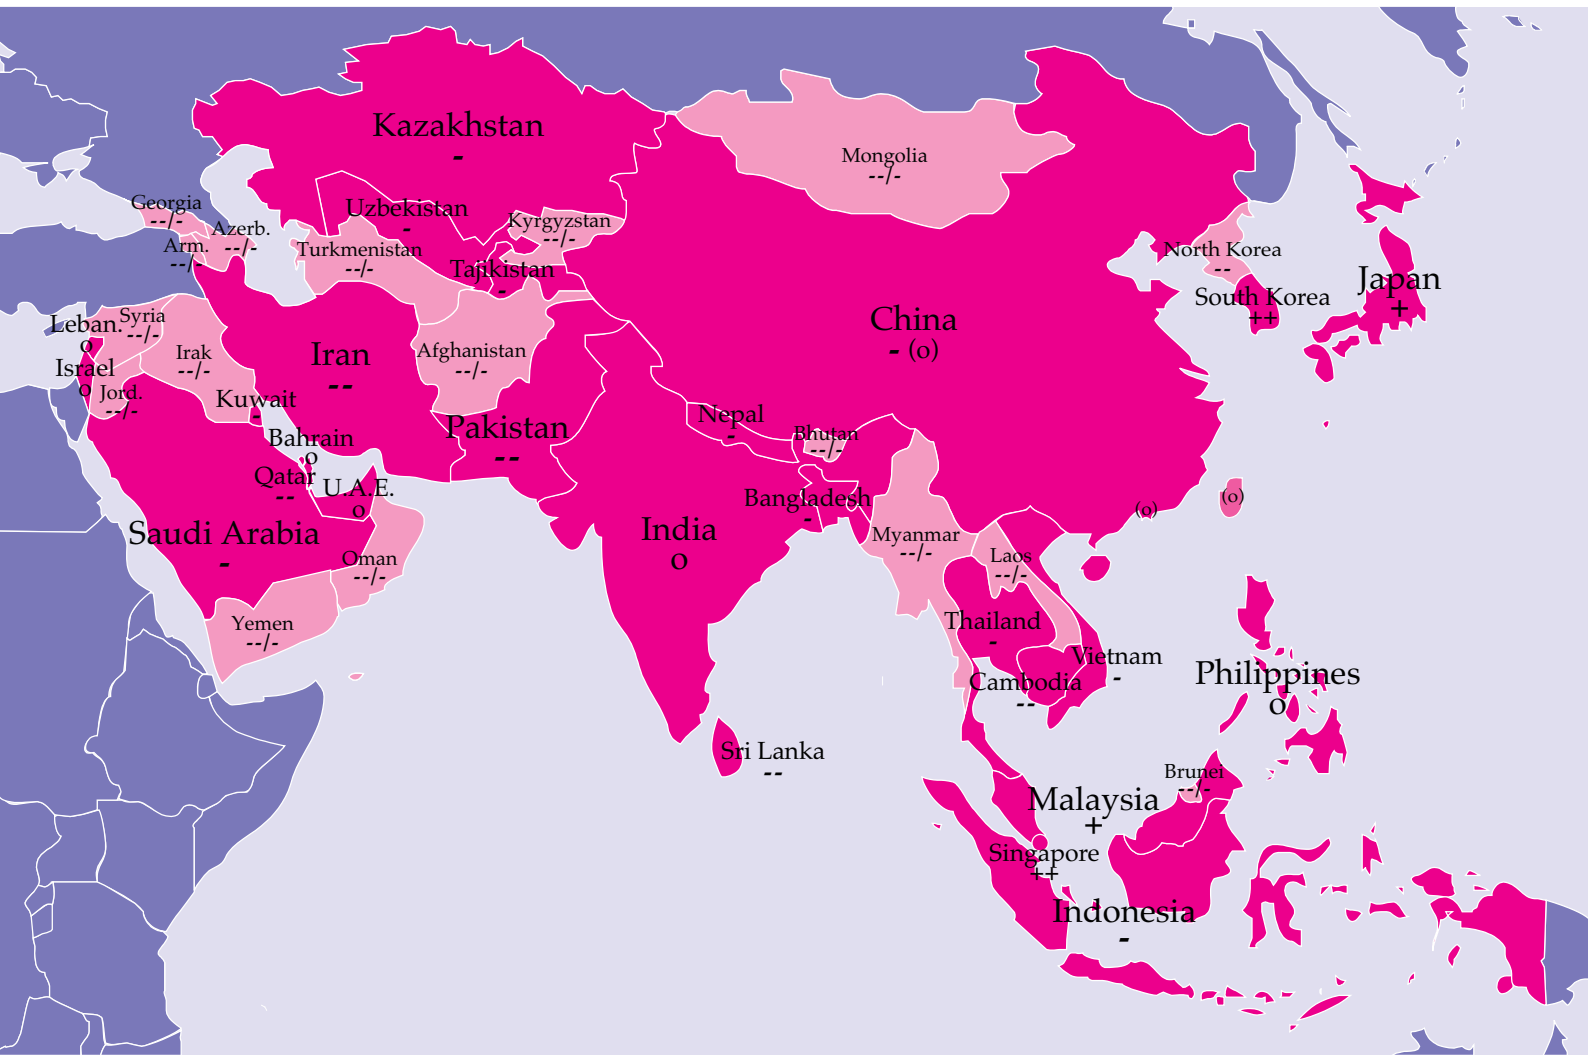 Kazakhstan
-
Mongolia
--/-
Georgia
--/-
Azerb.
--/-
Arm.
--/-
Uzbekistan
-
Kyrgyzstan
--/-
Turkmenistan
--/-
Tajikistan
-
North Korea
--
South Korea
++
Japan
+
China
- (o)
Leban.
o
Syria
--/-
Irak
--/-
Iran
--
Afghanistan
--/-
Israel
o
Jord.
--/-
Kuwait
-
Pakistan
--
Nepal
-
Bhutan
--/-
Bahrain
o
Qatar
--
U.A.E.
o
Bangladesh
-
(o)
(o)
Saudi Arabia
-
India
o
Myanmar
--/-
Laos
--/-
Oman
--/-
Yemen
--/-
Thailand
-
Vietnam
-
Cambodia
--
Philippines
o
Sri Lanka
--
Brunei
--/-
Malaysia
+
Singapore
++
Indonesia
-